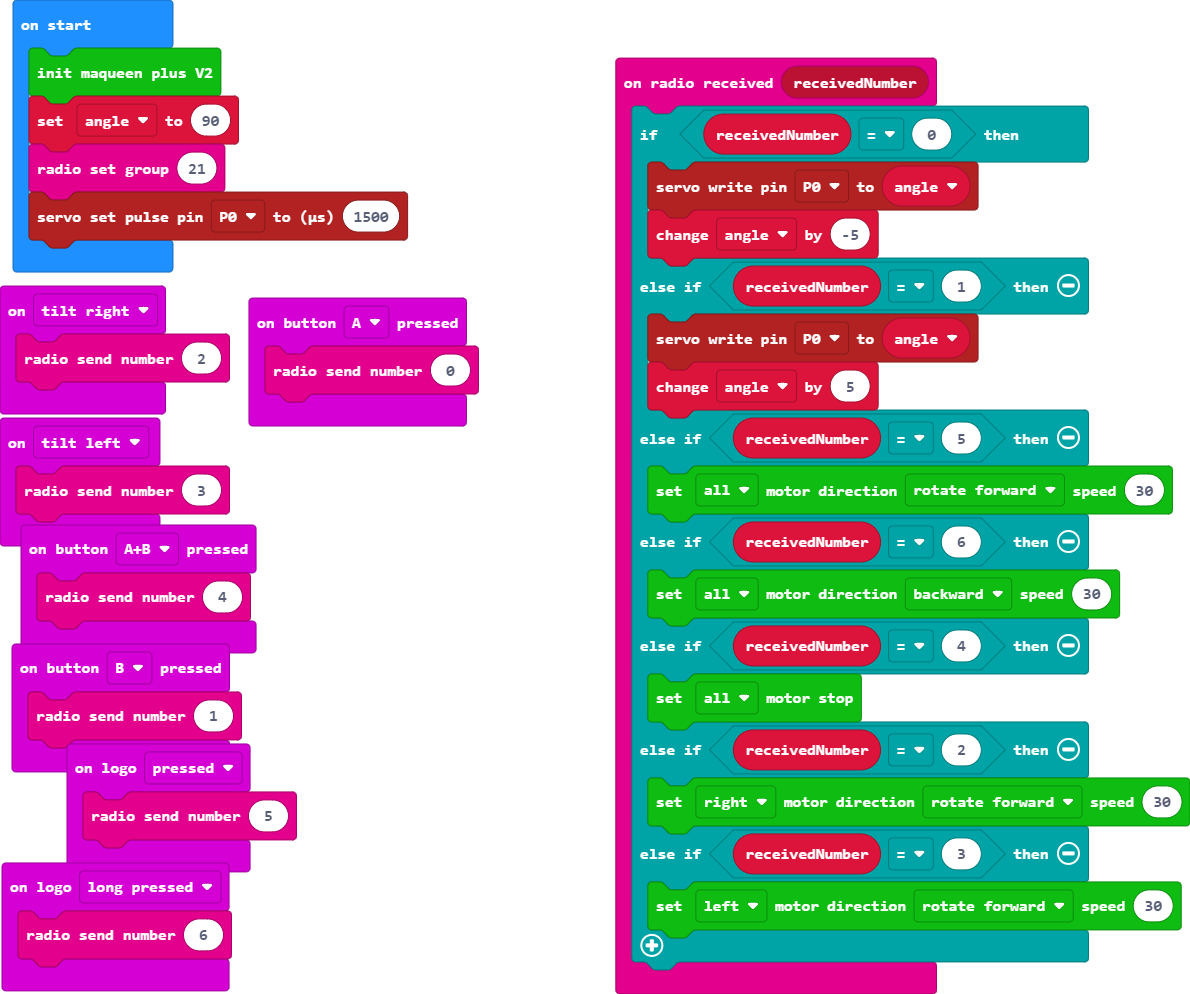 on start
init maqueen plus V2
set angle to 90
radio set group 21
servo set pulse pin P0 to (µs) 1500
on tilt right
radio send number 2
on button A pressed
radio send number 0
on tilt left
radio send number 3
on button A+B pressed
radio send number 4
on button B pressed
radio send number 1
on logo pressed
radio send number 5
on logo long pressed
radio send number 6
on radio received receivedNumber
if receivedNumber = 0 then
servo write pin P0 to angle
change angle by -5
else if receivedNumber = 1 then
servo write pin P0 to angle
change angle by 5
else if receivedNumber = 5 then
set all motor direction rotate forward speed 30
else if receivedNumber = 6 then
set all motor direction backward speed 30
else if receivedNumber = 4 then
set all motor stop
else if receivedNumber = 2 then
set right motor direction rotate forward speed 30
else if receivedNumber = 3 then
set left motor direction rotate forward speed 30